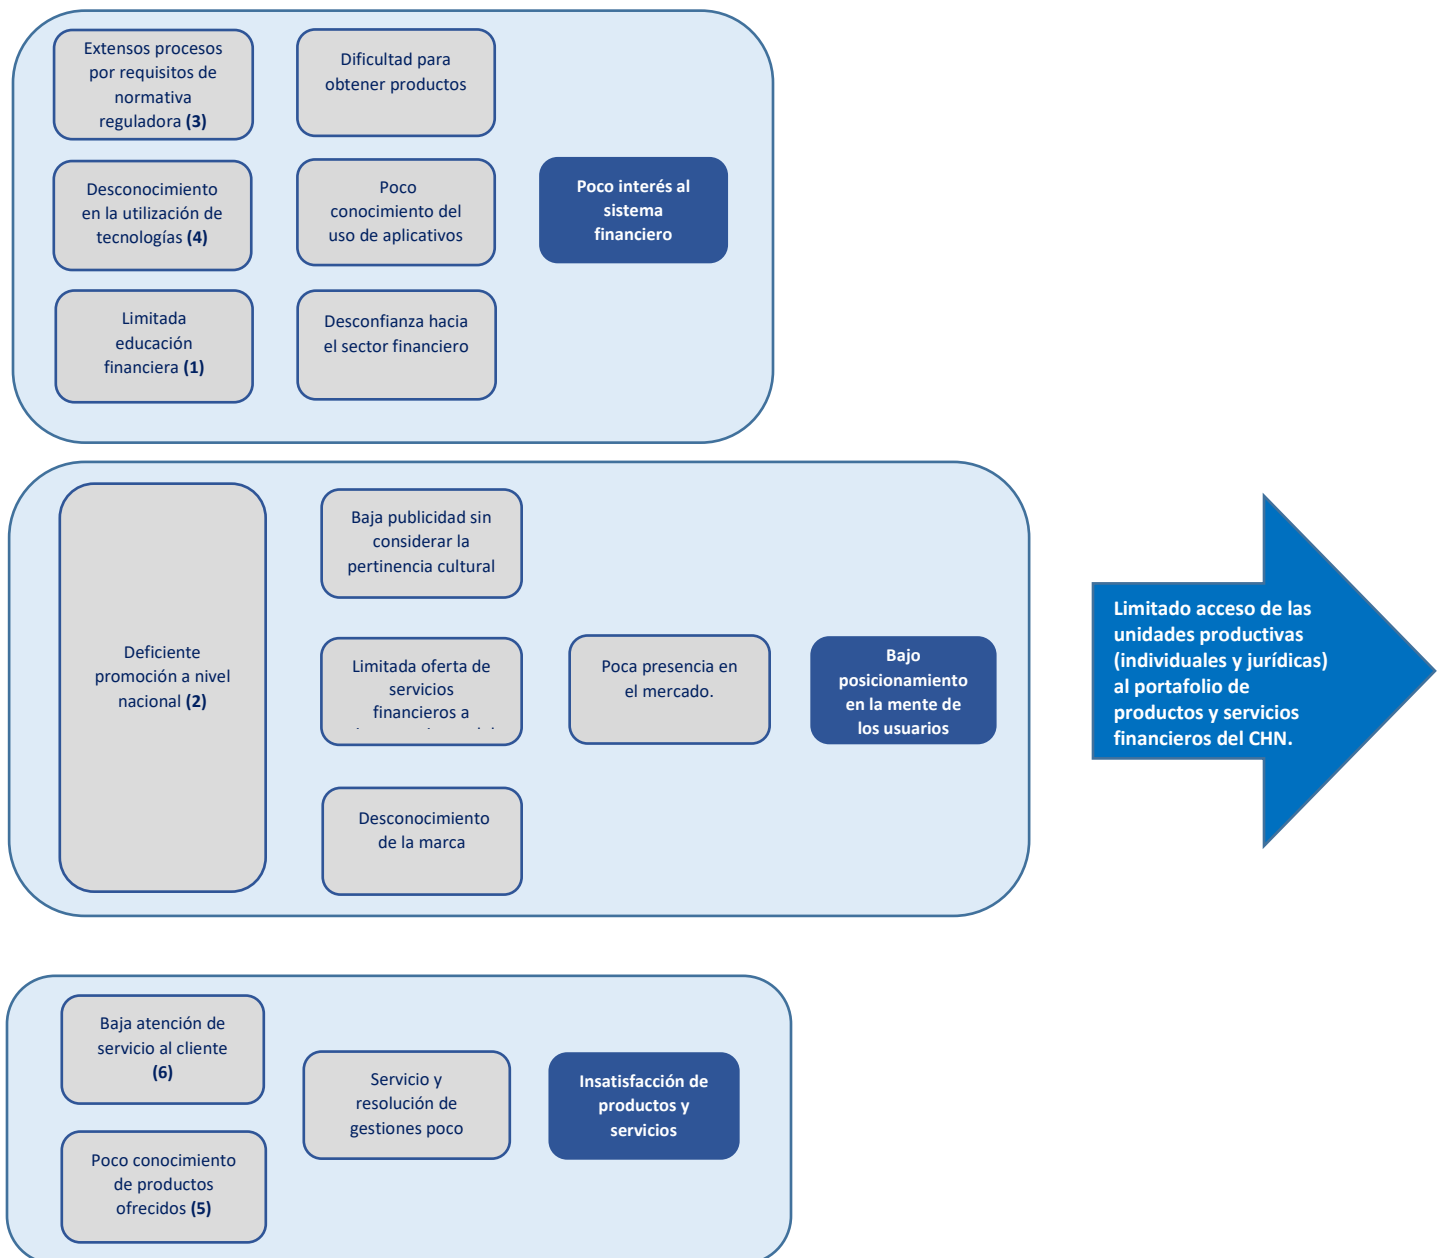 Extensos procesos
por requisitos de
normativa
reguladora (3)
Dificultad para
obtener productos
Desconocimiento
en la utilización de
tecnologías (4)
Poco
conocimiento del
uso de aplicativos
Poco interés al
sistema
financiero
Limitada
educación
financiera (1)
Desconfianza hacia
el sector financiero
Deficiente
promoción a nivel
nacional (2)
Baja publicidad sin
considerar la
pertinencia cultural
Limitada oferta de
servicios
financieros a
Desconocimiento
de la marca
Poca presencia en
el mercado.
Bajo
posicionamiento
en la mente de
los usuarios
Limitado acceso de las
unidades productivas
(individuales y jurídicas)
al portafolio de
productos y servicios
financieros del CHN.
Baja atención de
servicio al cliente
(6)
Poco conocimiento
de productos
ofrecidos (5)
Servicio y
resolución de
gestiones poco
Insatisfacción de
productos y
servicios